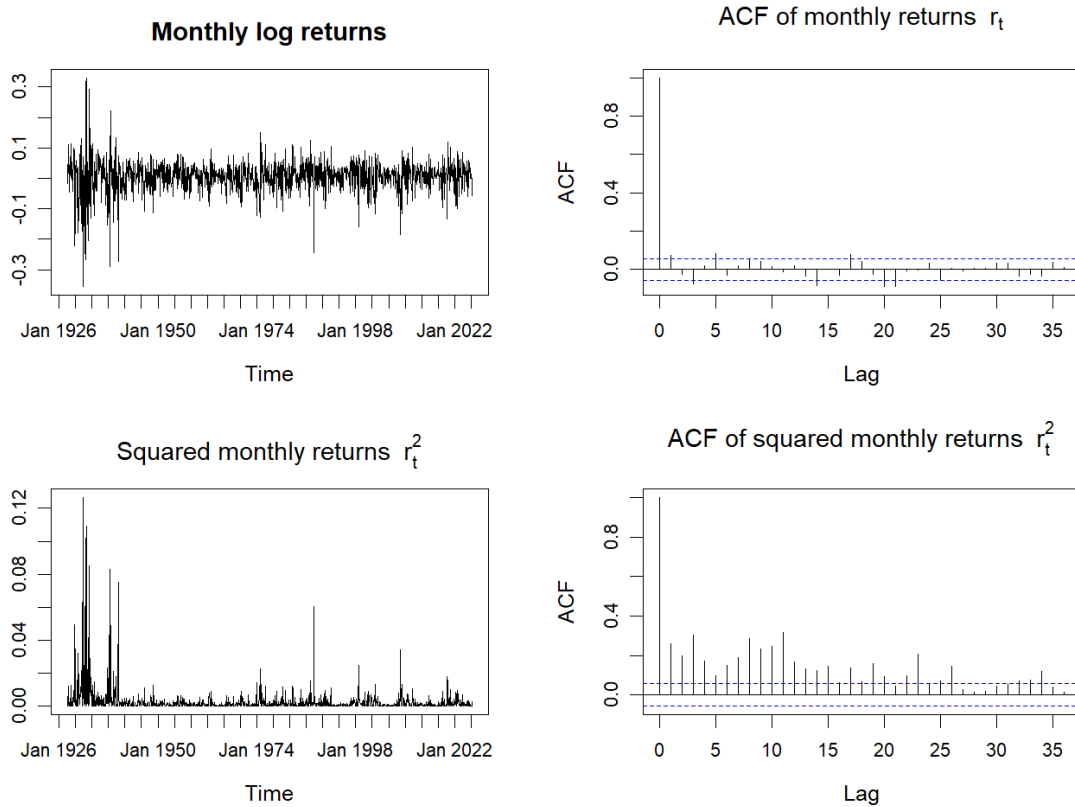 Monthly log returns
0.3
0.1
-0.1
-0.3
Jan 1926 Jan 1950 Jan 1974 Jan 1998 Jan 2022
Time
ACF of monthly returns r_t
ACF
0.8
0.4
0.0
0 5 10 15 20 25 30 35
Lag
Squared monthly returns r_t^2
0.12
0.08
0.04
0.00
Jan 1926 Jan 1950 Jan 1974 Jan 1998 Jan 2022
Time
ACF of squared monthly returns r_t^2
ACF
0.8
0.4
0.0
0 5 10 15 20 25 30 35
Lag